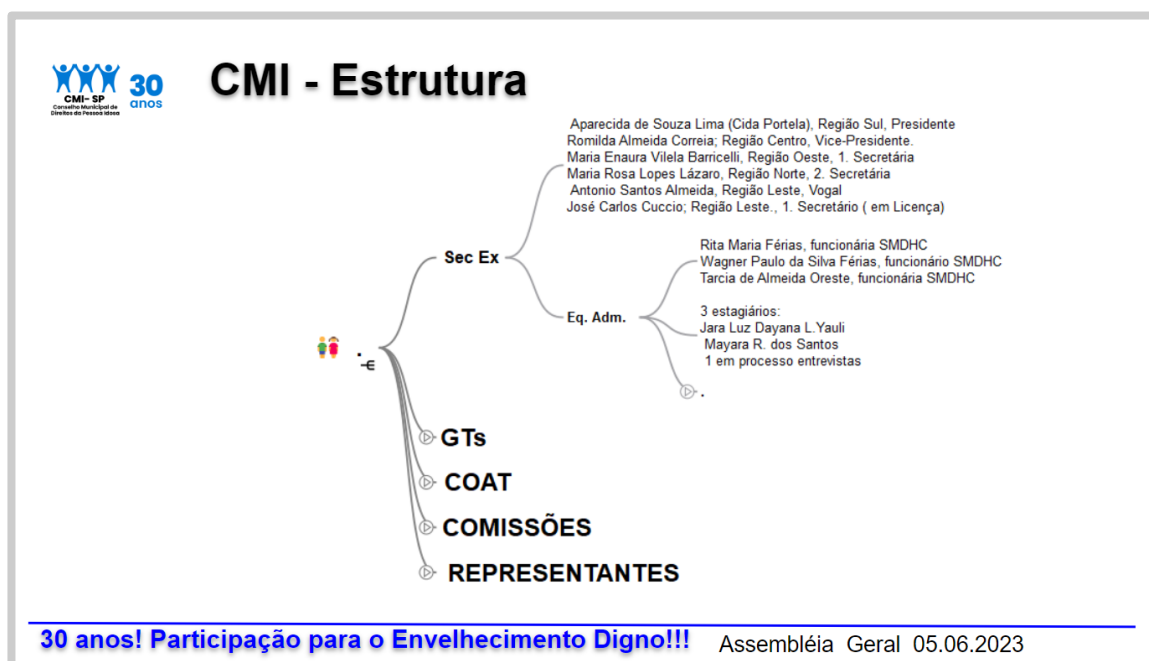 CMI - SP
Conselho Municipal de
Direitos da Pessoa Idosa
30
anos
CMI - Estrutura
Aparecida de Souza Lima (Cida Portela), Região Sul, Presidente
Romilda Almeida Correia; Região Centro, Vice-Presidente.
Maria Enaura Vilela Barricelli, Região Oeste, 1. Secretária
Maria Rosa Lopes Lázaro, Região Norte, 2. Secretária
Antonio Santos Almeida, Região Leste, Vogal
José Carlos Cuccio; Região Leste., 1. Secretário ( em Licença)
Sec Ex
Rita Maria Férias, funcionária SMDHC
Wagner Paulo da Silva Férias, funcionário SMDHC
Tarcia de Almeida Oreste, funcionária SMDHC
Eq. Adm.
3 estagiários:
Jara Luz Dayana L.Yauli
Mayara R. dos Santos
1 em processo entrevistas
.
.
GTs
COAT
COMISSÕES
REPRESENTANTES
30 anos! Participação para o Envelhecimento Digno!!!
Assembléia Geral 05.06.2023